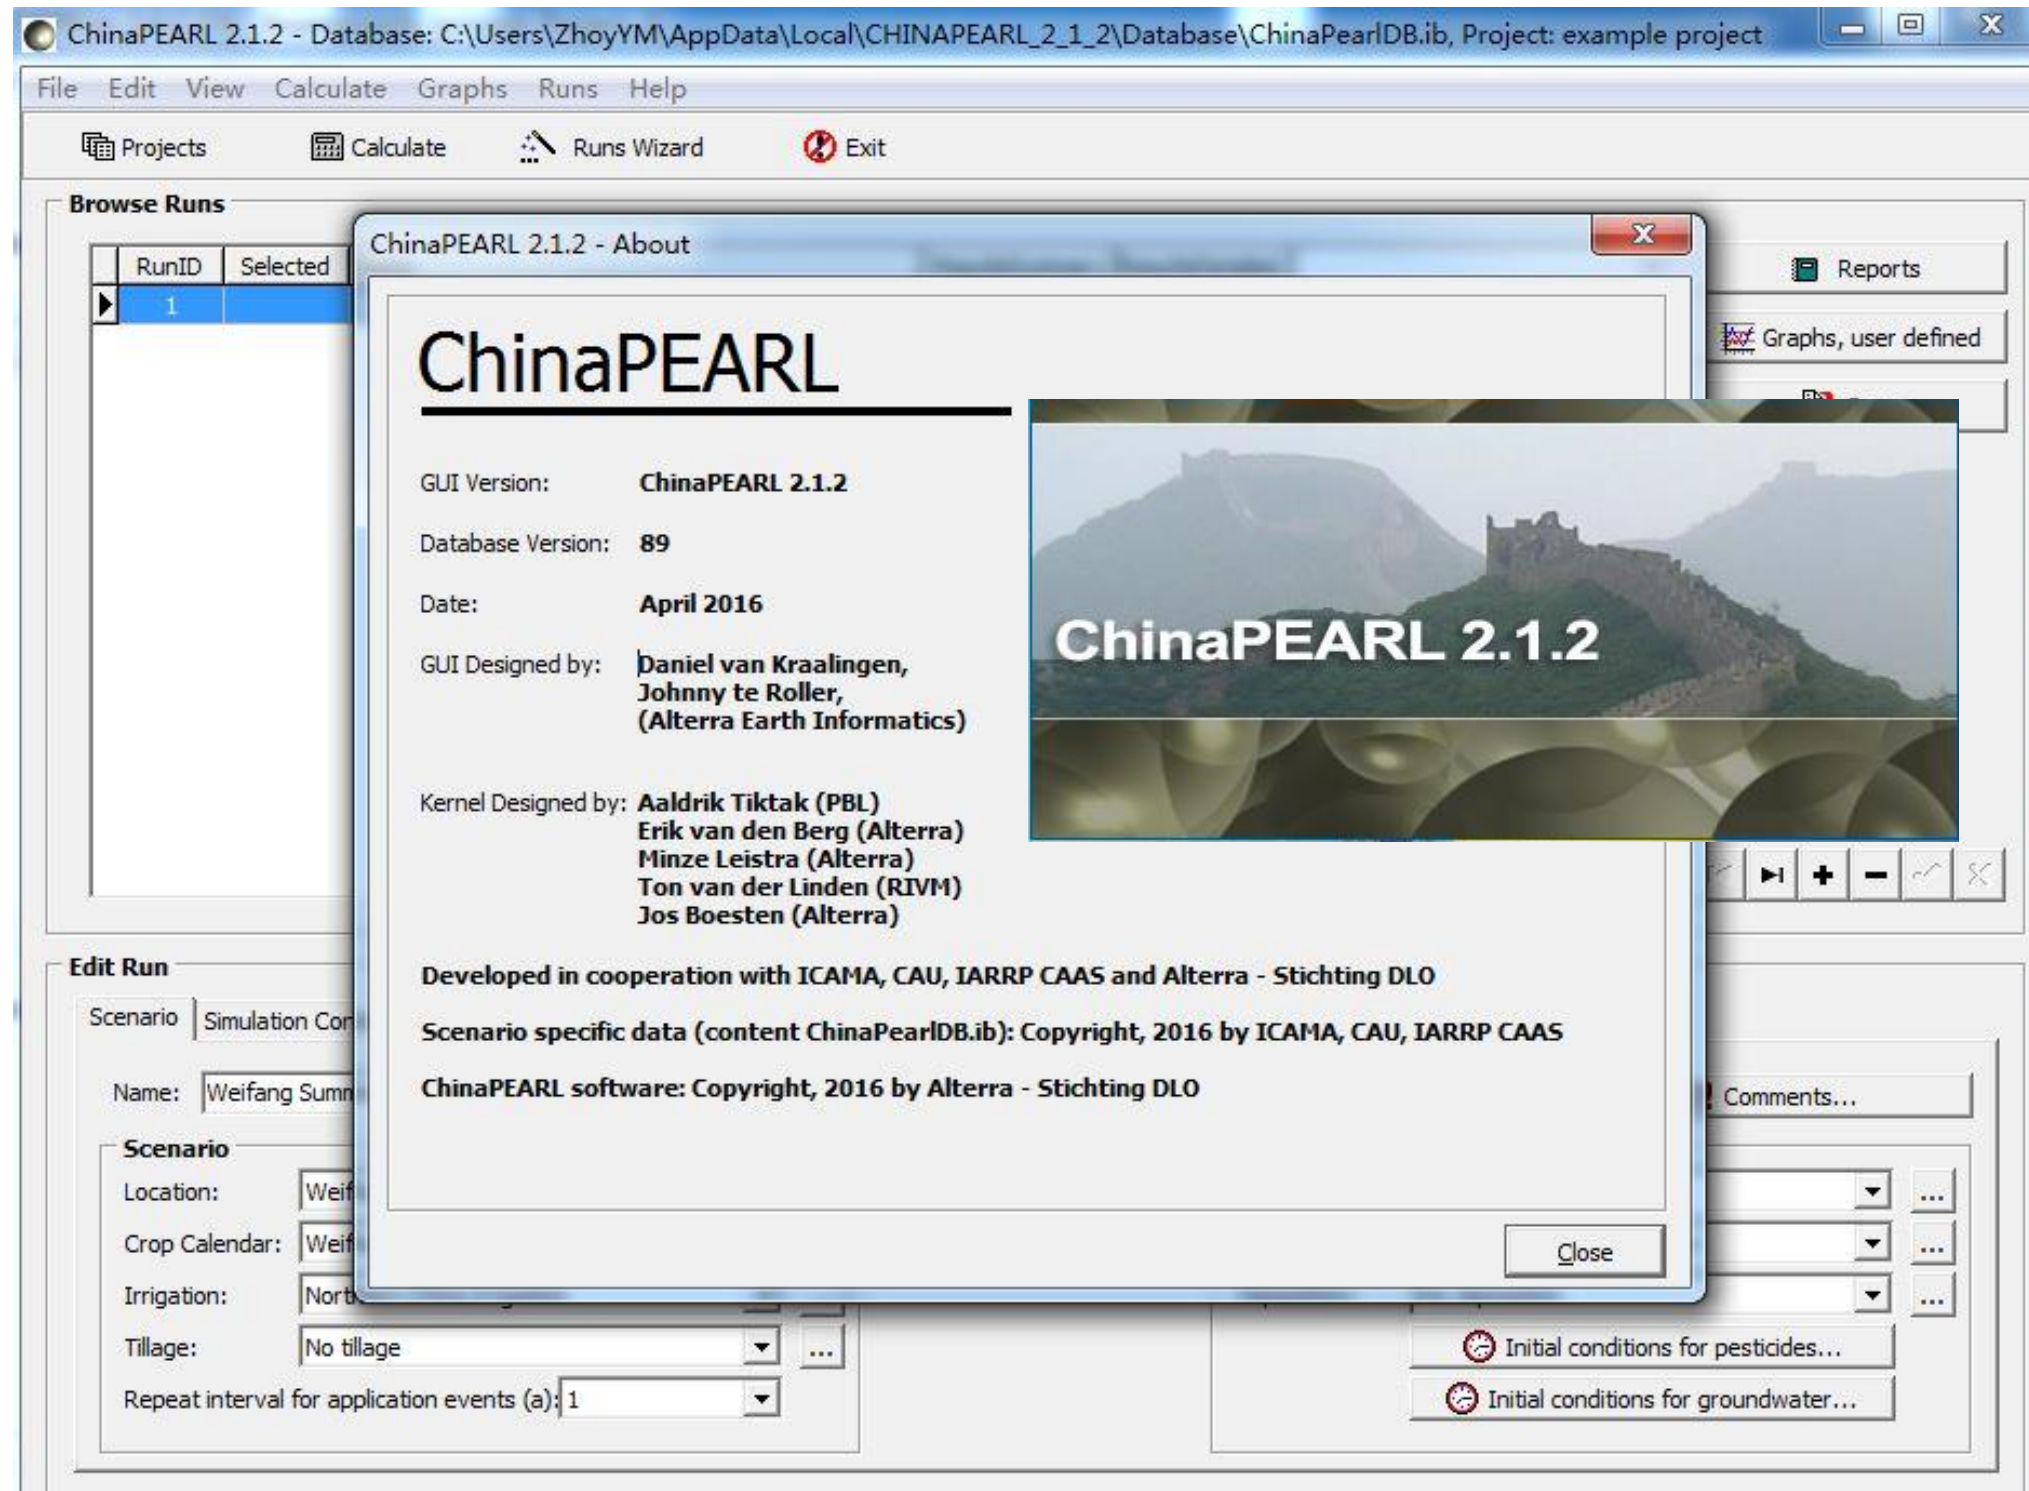 ChinaPEARL 2.1.2 - Database: C:\Users\ZhoyYM\AppData\Local\CHINAPEARL_2_1_2\Database\ChinaPearlDB.ib, Project: example project
File Edit View Calculate Graphs Runs Help
Projects Calculate Runs Wizard Exit
Browse Runs
RunID Selected
1
ChinaPEARL 2.1.2 - About
Reports
Graphs, user defined
ChinaPEARL
GUI Version: ChinaPEARL 2.1.2
Database Version: 89
Date: April 2016
GUI Designed by: Daniel van Kraalingen,
Johnny te Roller,
(Alterra Earth Informatics)
Kernel Designed by: Aaldrik Tiktak (PBL)
Erik van den Berg (Alterra)
Minze Leistra (Alterra)
Ton van der Linden (RIVM)
Jos Boesten (Alterra)
ChinaPEARL 2.1.2
Developed in cooperation with ICAMA, CAU, IARRP CAAS and Alterra - Stichting DLO
Scenario specific data (content ChinaPearlDB.ib): Copyright, 2016 by ICAMA, CAU, IARRP CAAS
ChinaPEARL software: Copyright, 2016 by Alterra - Stichting DLO
Close
Edit Run
Scenario Simulation Con
Name: Weifang Summ
Comments...
Scenario
Location: Weif
...
Crop Calendar: Weif
...
Irrigation: Nort
...
Tillage: No tillage ...
Initial conditions for pesticides...
Repeat interval for application events (a): 1
Initial conditions for groundwater...